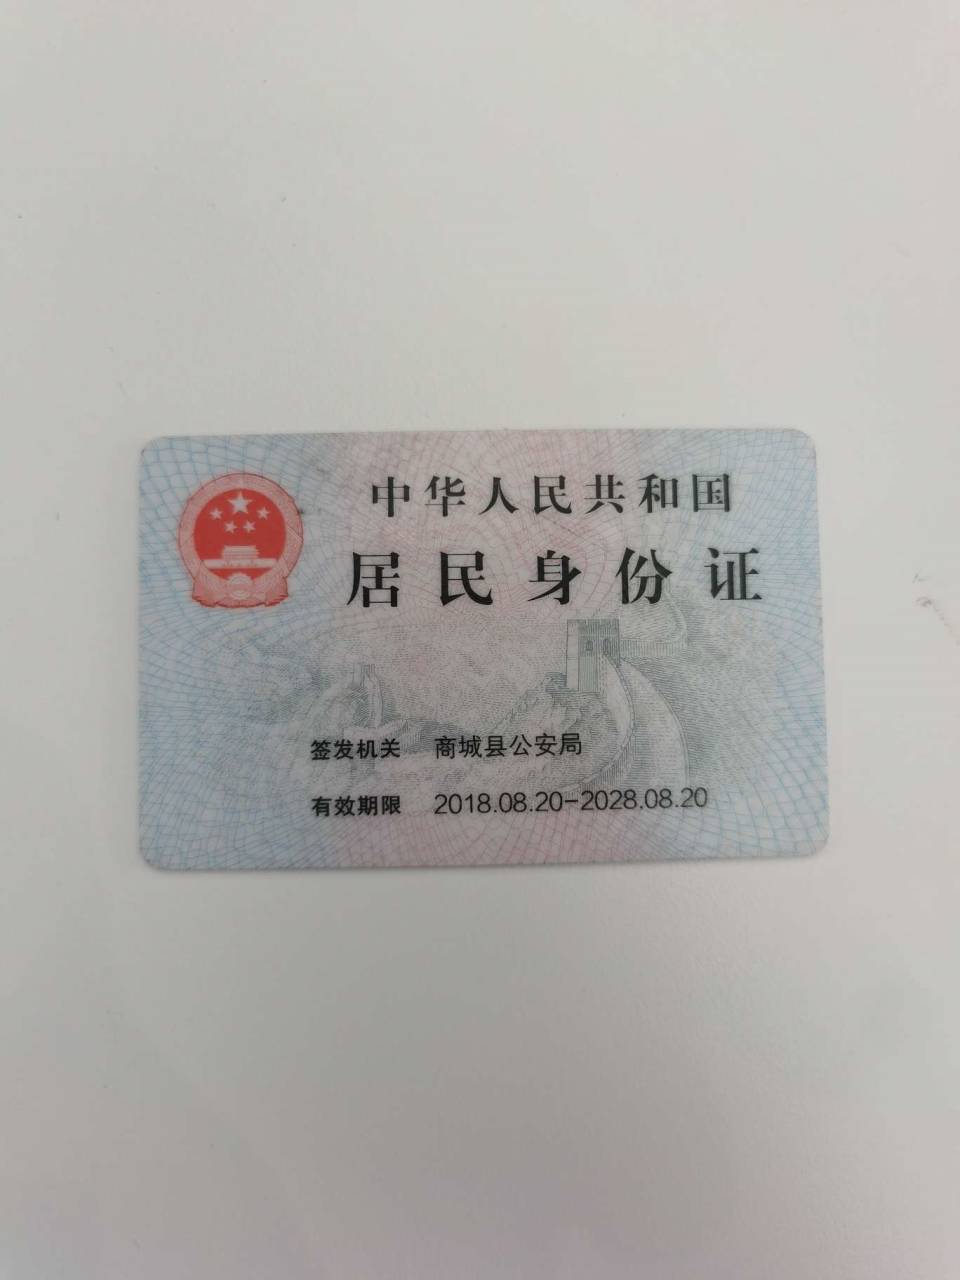 中华人民共和国
居民身份证
签发机关 商城县公安局
有效期限 2018.08.20-2028.08.20